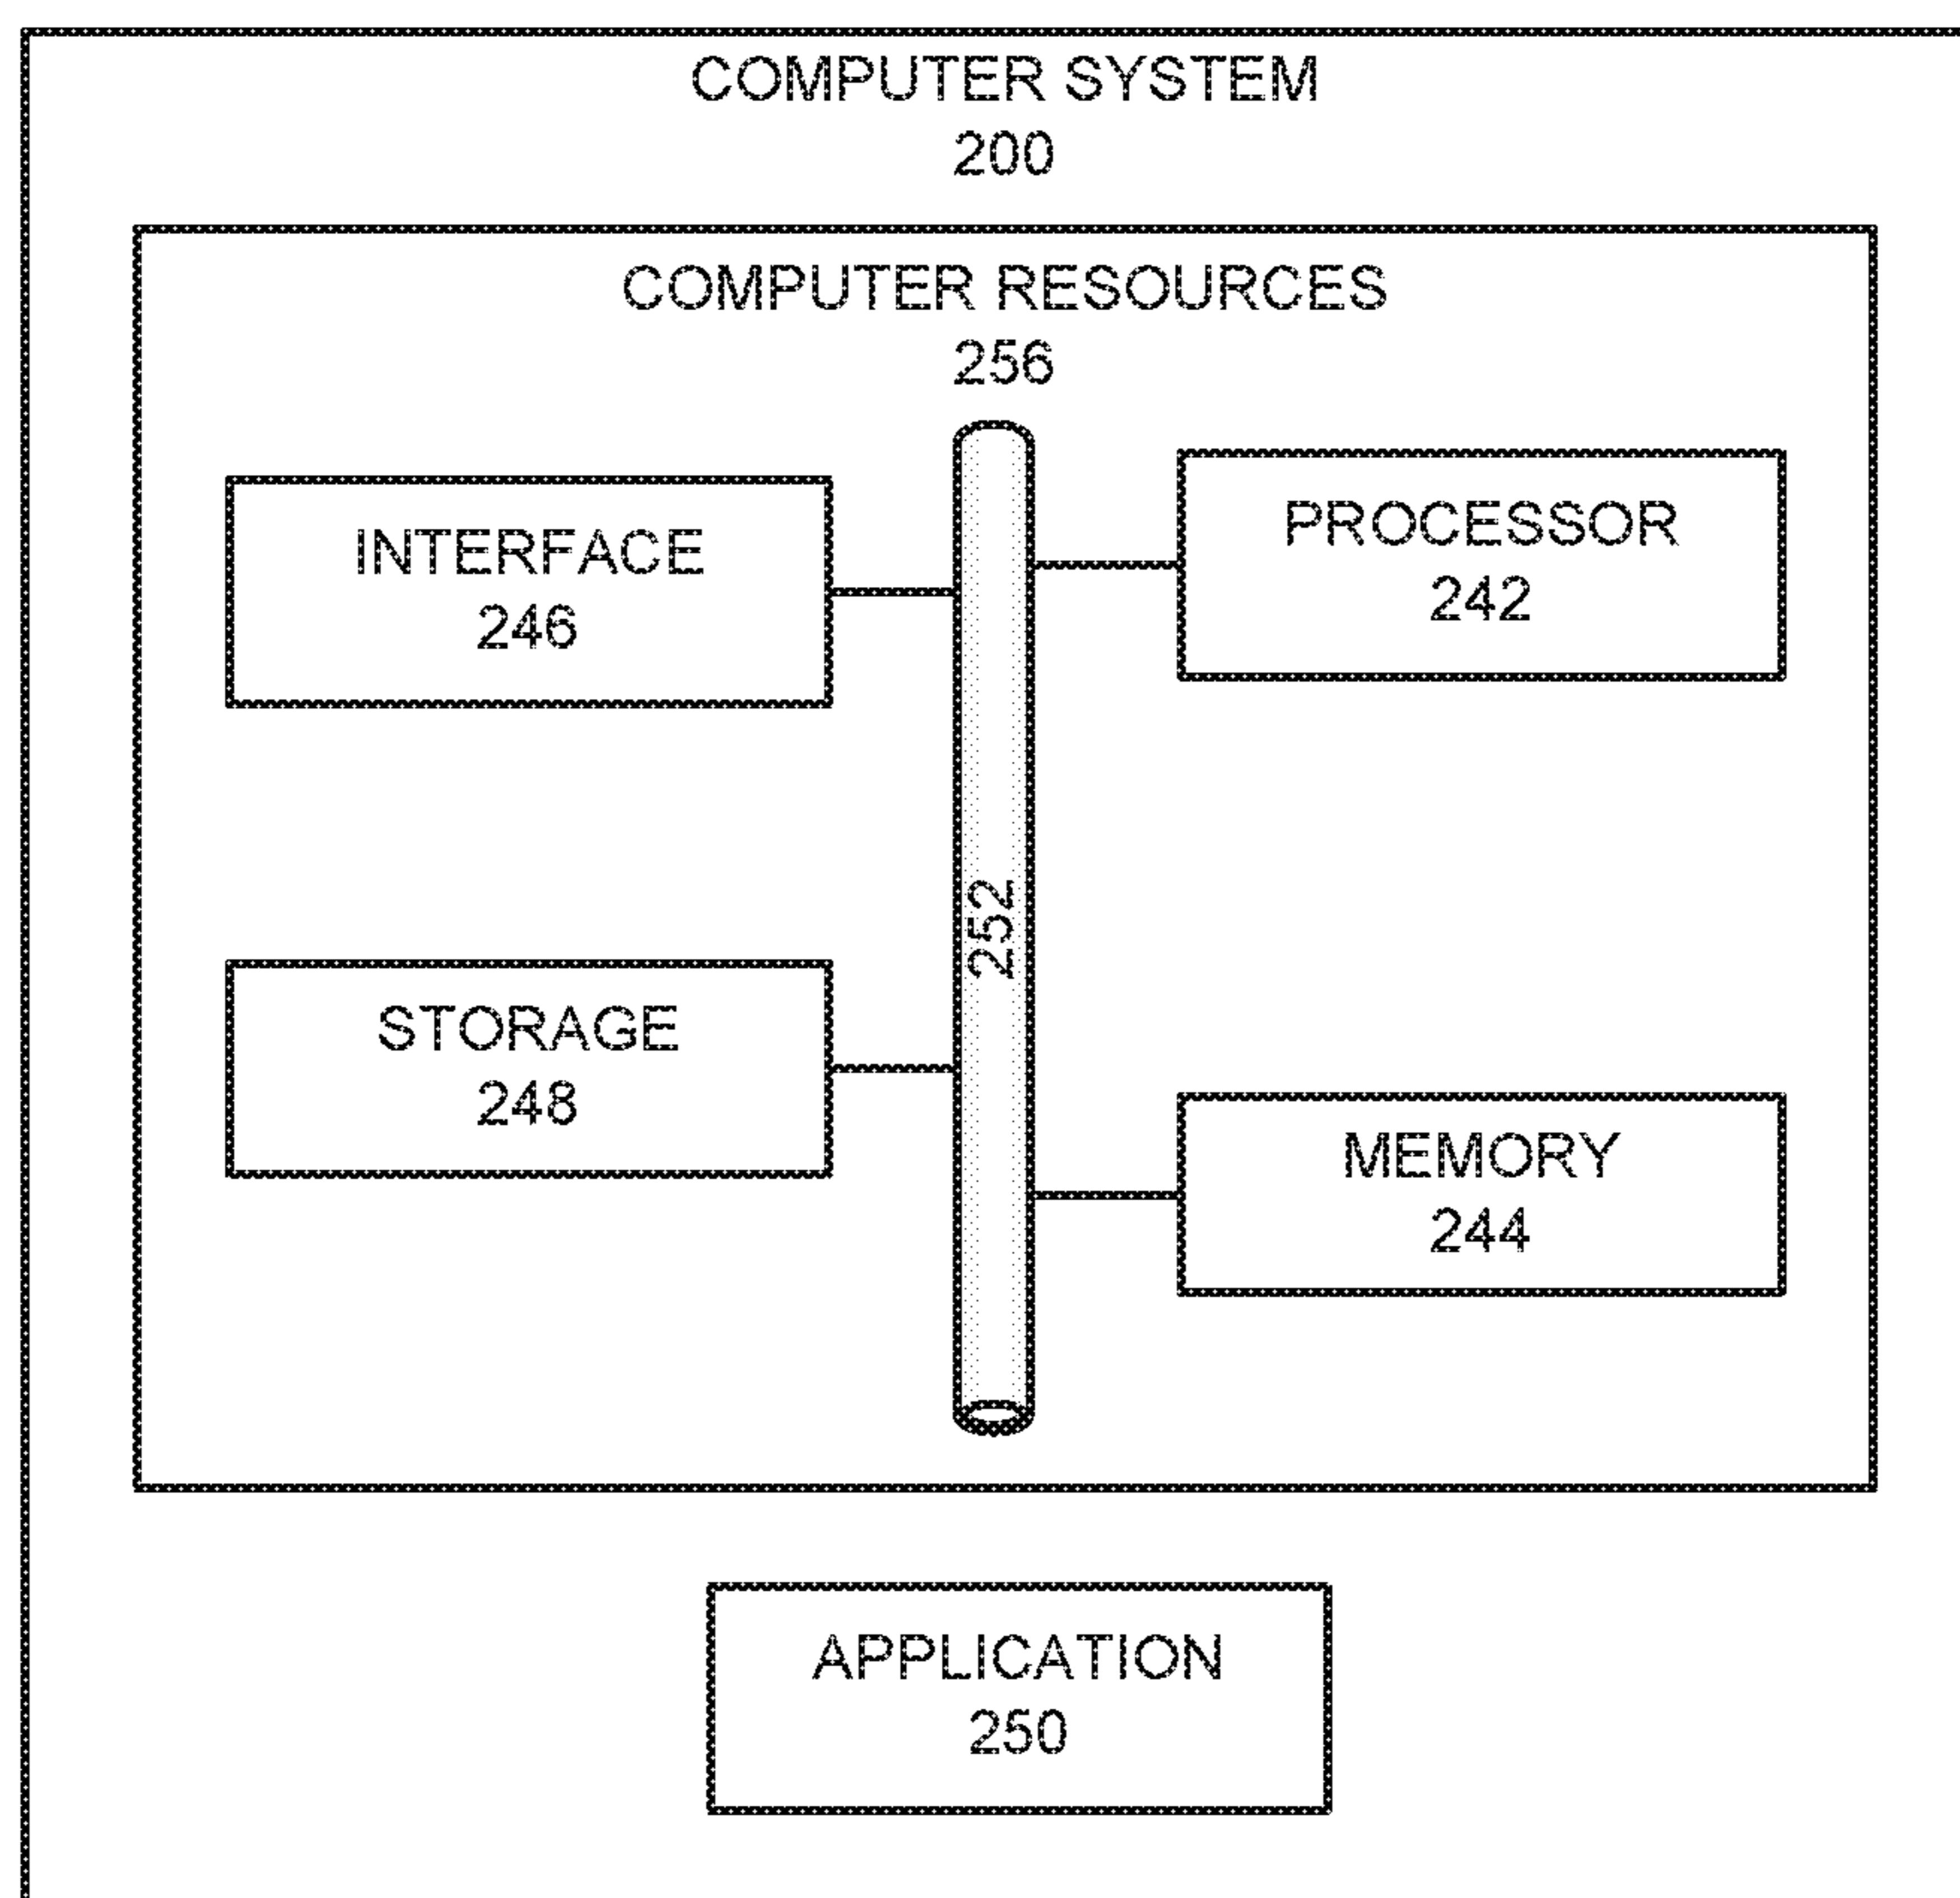 COMPUTER SYSTEM
200
COMPUTER RESOURCES
256
INTERFACE
246
PROCESSOR
242
252
STORAGE
248
MEMORY
244
APPLICATION
250